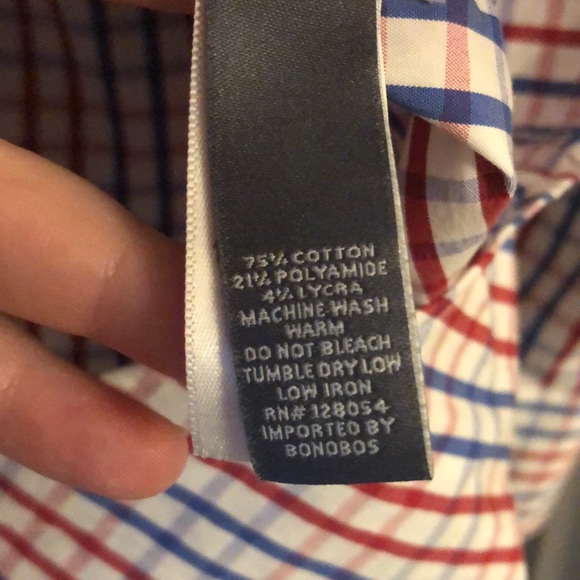 75% COTTON
21% POLYAMIDE
4% LYCRA
MACHINE WASH
WARM
DO NOT BLEACH
TUMBLE DRY LOW
LOW IRON
RN# 128054
IMPORTED BY
BONOBOS